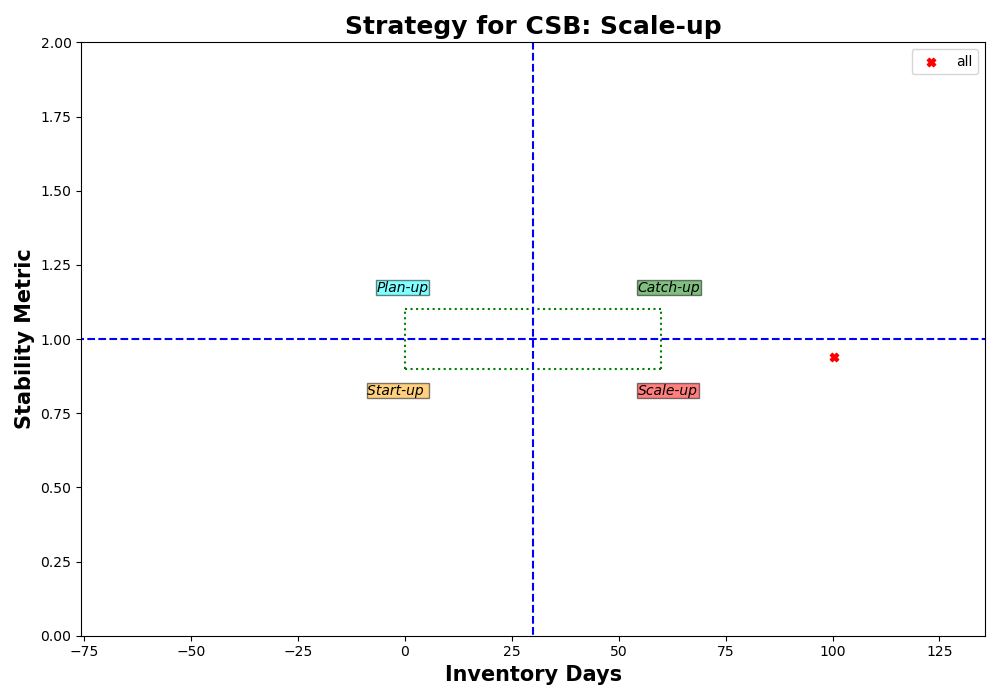 Strategy for CSB: Scale-up
2.00
1.75
1.50
1.25
1.00
0.75
0.50
0.25
0.00
Stability Metric
all
Plan-up
Catch-up
Start-up
Scale-up
−75
−50
−25
0
25
50
75
100
125
Inventory Days